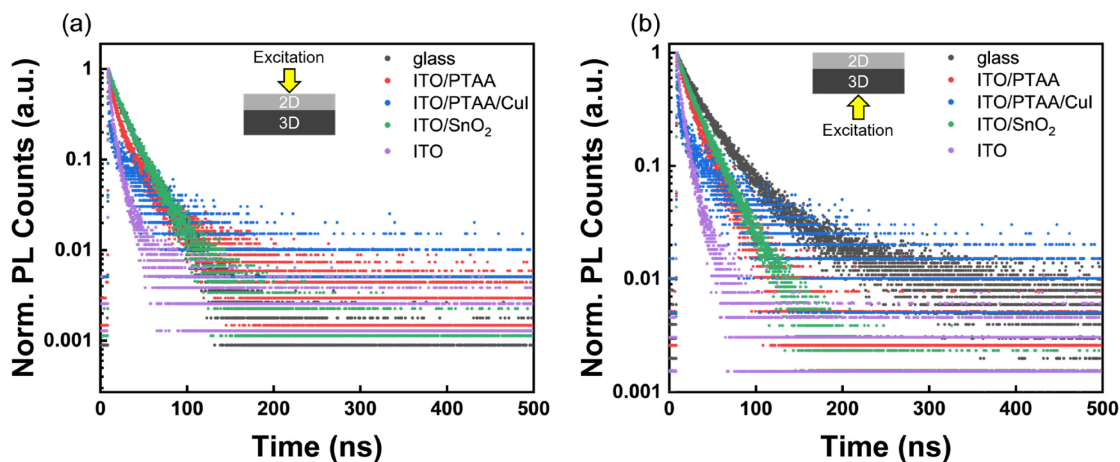 (a)
Norm. PL Counts (a.u.)
1
0.1
0.01
0.001
0
100
200
300
400
500
Time (ns)
Excitation
2D
3D
glass
ITO/PTAA
ITO/PTAA/CuI
ITO/SnO₂
ITO
(b)
Norm. PL Counts (a.u.)
1
0.1
0.01
0.001
0
100
200
300
400
500
Time (ns)
2D
3D
Excitation
glass
ITO/PTAA
ITO/PTAA/CuI
ITO/SnO₂
ITO